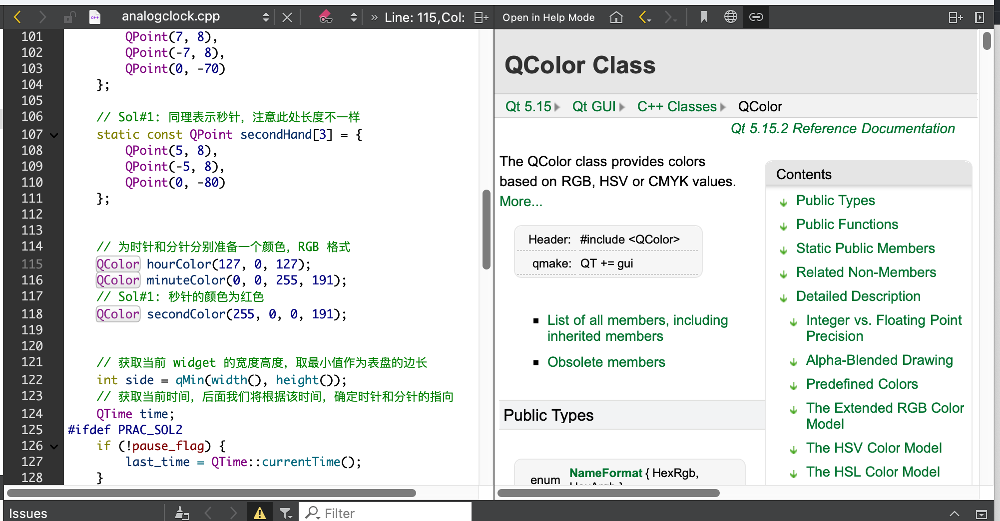 analogclock.cpp
» Line: 115,Col:
101 QPoint(7, 8),
102 QPoint(-7, 8),
103 QPoint(0, -70)
104 };
105
106 // Sol#1: 同理表示秒针，注意此处长度不一样
107 static const QPoint secondHand[3] = {
108 QPoint(5, 8),
109 QPoint(-5, 8),
110 QPoint(0, -80)
111 };
112
113
114 // 为时针和分针分别准备一个颜色，RGB 格式
115 QColor hourColor(127, 0, 127);
116 QColor minuteColor(0, 0, 255, 191);
117 // Sol#1: 秒针的颜色为红色
118 QColor secondColor(255, 0, 0, 191);
119
120
121 // 获取当前 widget 的宽度高度，取最小值作为表盘的边长
122 int side = qMin(width(), height());
123 // 获取当前时间，后面我们将根据该时间，确定时针和分针的指向
124 QTime time;
125 #ifdef PRAC_SOL2
126 if (!pause_flag) {
127 last_time = QTime::currentTime();
128 }
Open in Help Mode
QColor Class
Qt 5.15 Qt GUI C++ Classes QColor
Qt 5.15.2 Reference Documentation
The QColor class provides colors
based on RGB, HSV or CMYK values.
More...
Header: #include <QColor>
qmake: QT += gui
List of all members, including
inherited members
Obsolete members
Public Types
enum NameFormat { HexRgb,
Contents
Public Types
Public Functions
Static Public Members
Related Non-Members
Detailed Description
Integer vs. Floating Point
Precision
Alpha-Blended Drawing
Predefined Colors
The Extended RGB Color
Model
The HSV Color Model
The HSL Color Model
Issues
Filter